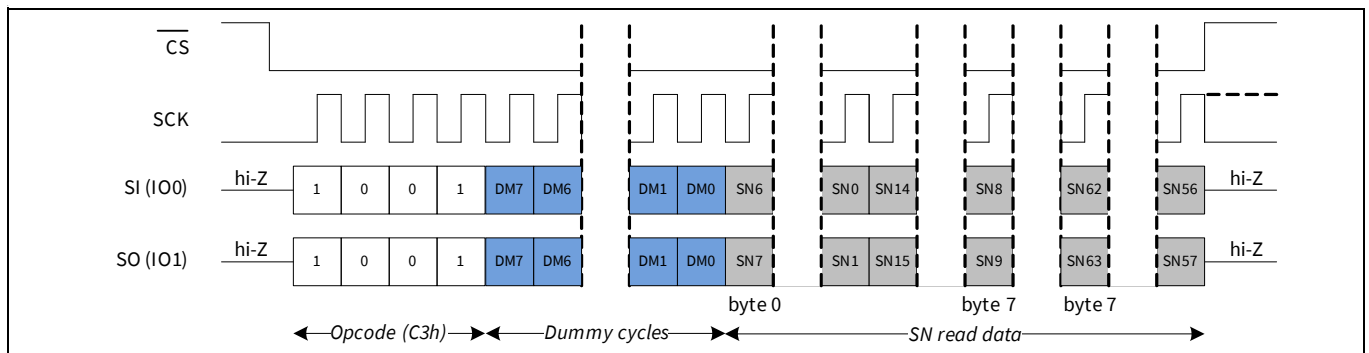 CS
SCK
SI (IO0) hi-Z 1 0 0 1 DM7 DM6 DM1 DM0 SN6 SN0 SN14 SN8 SN62 SN56 hi-Z
SO (IO1) hi-Z 1 0 0 1 DM7 DM6 DM1 DM0 SN7 SN1 SN15 SN9 SN63 SN57 hi-Z
byte 0 byte 7 byte 7
Opcode (C3h) Dummy cycles SN read data